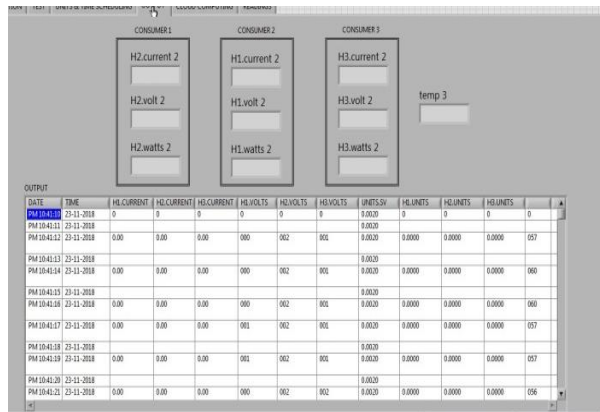 TEST UNITS & TIME SCHEDULING CLOUD COMPUTING READINGS
CONSUMER 1 CONSUMER 2 CONSUMER 3
H2.current 2 H1.current 2 H3.current 2
H2.volt 2 H1.volt 2 H3.volt 2 temp 3
H2.watts 2 H1.watts 2 H3.watts 2
OUTPUT
DATE TIME H1.CURRENT H2.CURRENT H3.CURRENT H1.VOLTS H2.VOLTS H3.VOLTS UNITS.SV H1.UNITS H2.UNITS H3.UNITS
PM 10:41:10 23-11-2018 0 0 0 0 0 0 0.0020 0 0 0 0
PM 10:41:11 23-11-2018 0.0020
PM 10:41:12 23-11-2018 0.00 0.00 0.00 000 002 001 0.0020 0.0000 0.0000 0.0000 057
PM 10:41:13 23-11-2018 0.0020
PM 10:41:14 23-11-2018 0.00 0.00 0.00 000 002 001 0.0020 0.0000 0.0000 0.0000 060
PM 10:41:15 23-11-2018 0.0020
PM 10:41:16 23-11-2018 0.00 0.00 0.00 000 002 001 0.0020 0.0000 0.0000 0.0000 060
PM 10:41:17 23-11-2018 0.00 0.00 0.00 001 002 001 0.0020 0.0000 0.0000 0.0000 057
PM 10:41:18 23-11-2018 0.0020
PM 10:41:19 23-11-2018 0.00 0.00 0.00 001 002 001 0.0020 0.0000 0.0000 0.0000 057
PM 10:41:20 23-11-2018 0.0020
PM 10:41:21 23-11-2018 0.00 0.00 0.00 000 002 002 0.0020 0.0000 0.0000 0.0000 056